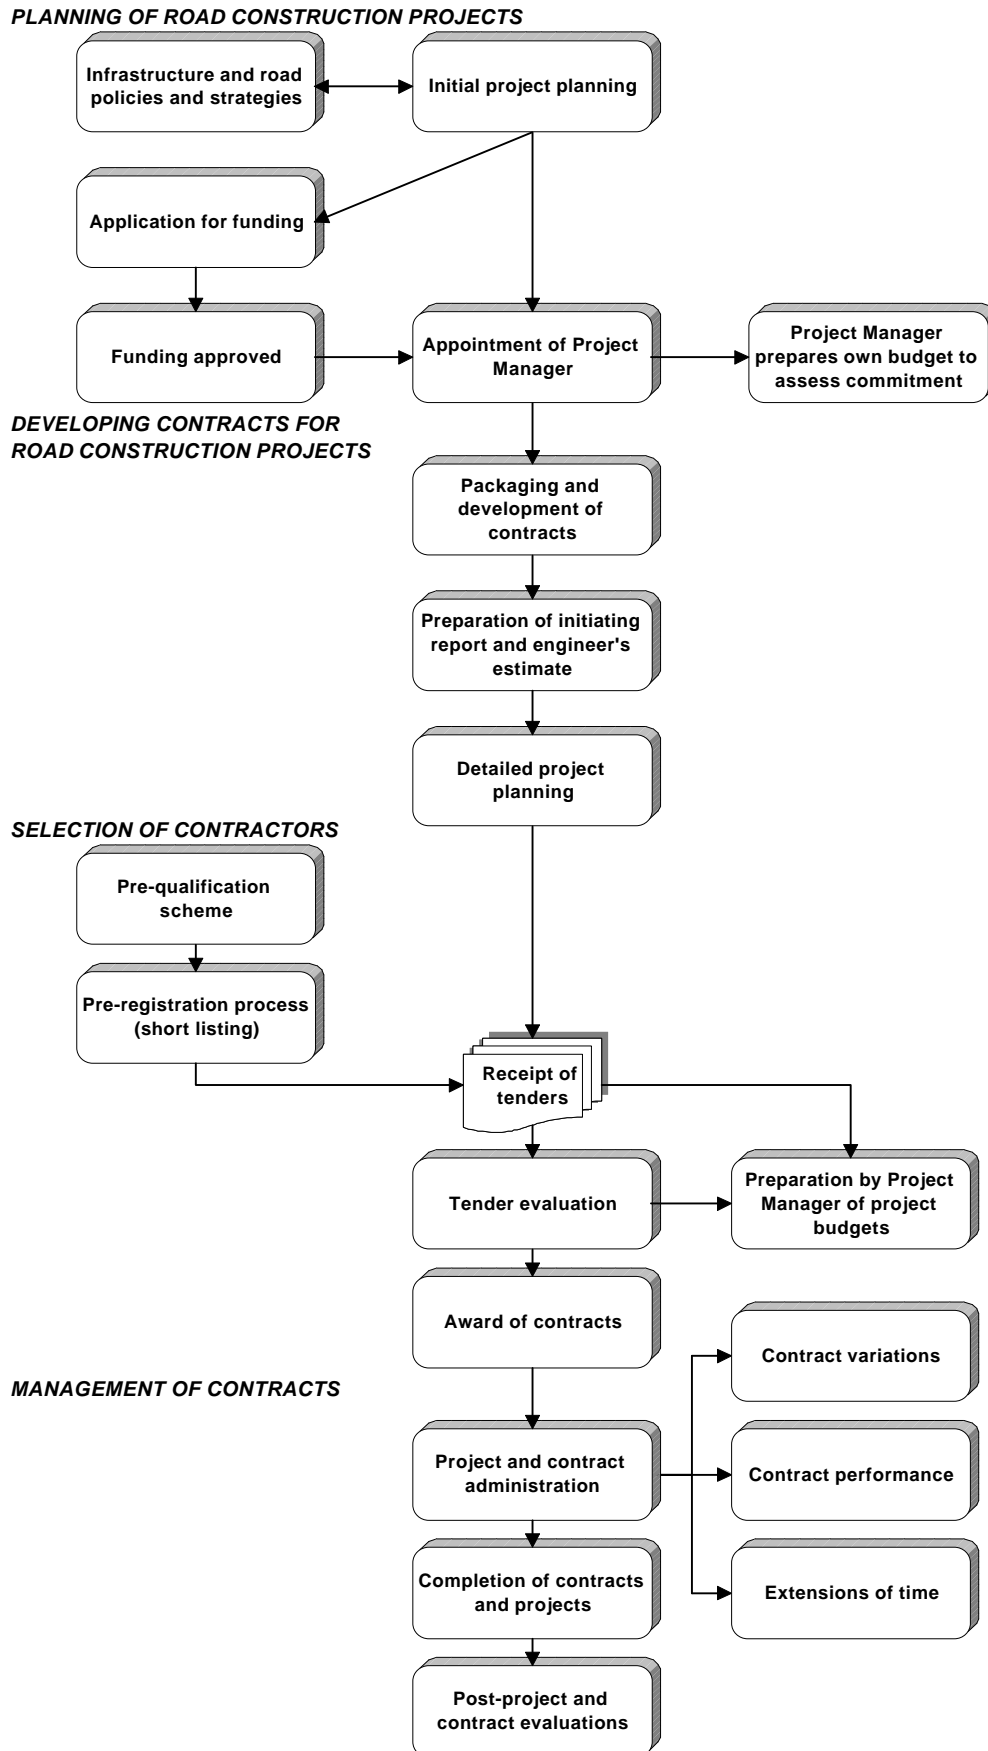 PLANNING OF ROAD CONSTRUCTION PROJECTS
Infrastructure and road
policies and strategies
Initial project planning
Application for funding
Funding approved
Appointment of Project
Manager
Project Manager
prepares own budget to
assess commitment
DEVELOPING CONTRACTS FOR
ROAD CONSTRUCTION PROJECTS
Packaging and
development of
contracts
Preparation of initiating
report and engineer's
estimate
Detailed project
planning
SELECTION OF CONTRACTORS
Pre-qualification
scheme
Pre-registration process
(short listing)
Receipt of
tenders
Tender evaluation
Preparation by Project
Manager of project
budgets
Award of contracts
Contract variations
MANAGEMENT OF CONTRACTS
Project and contract
administration
Contract performance
Completion of contracts
and projects
Extensions of time
Post-project and
contract evaluations